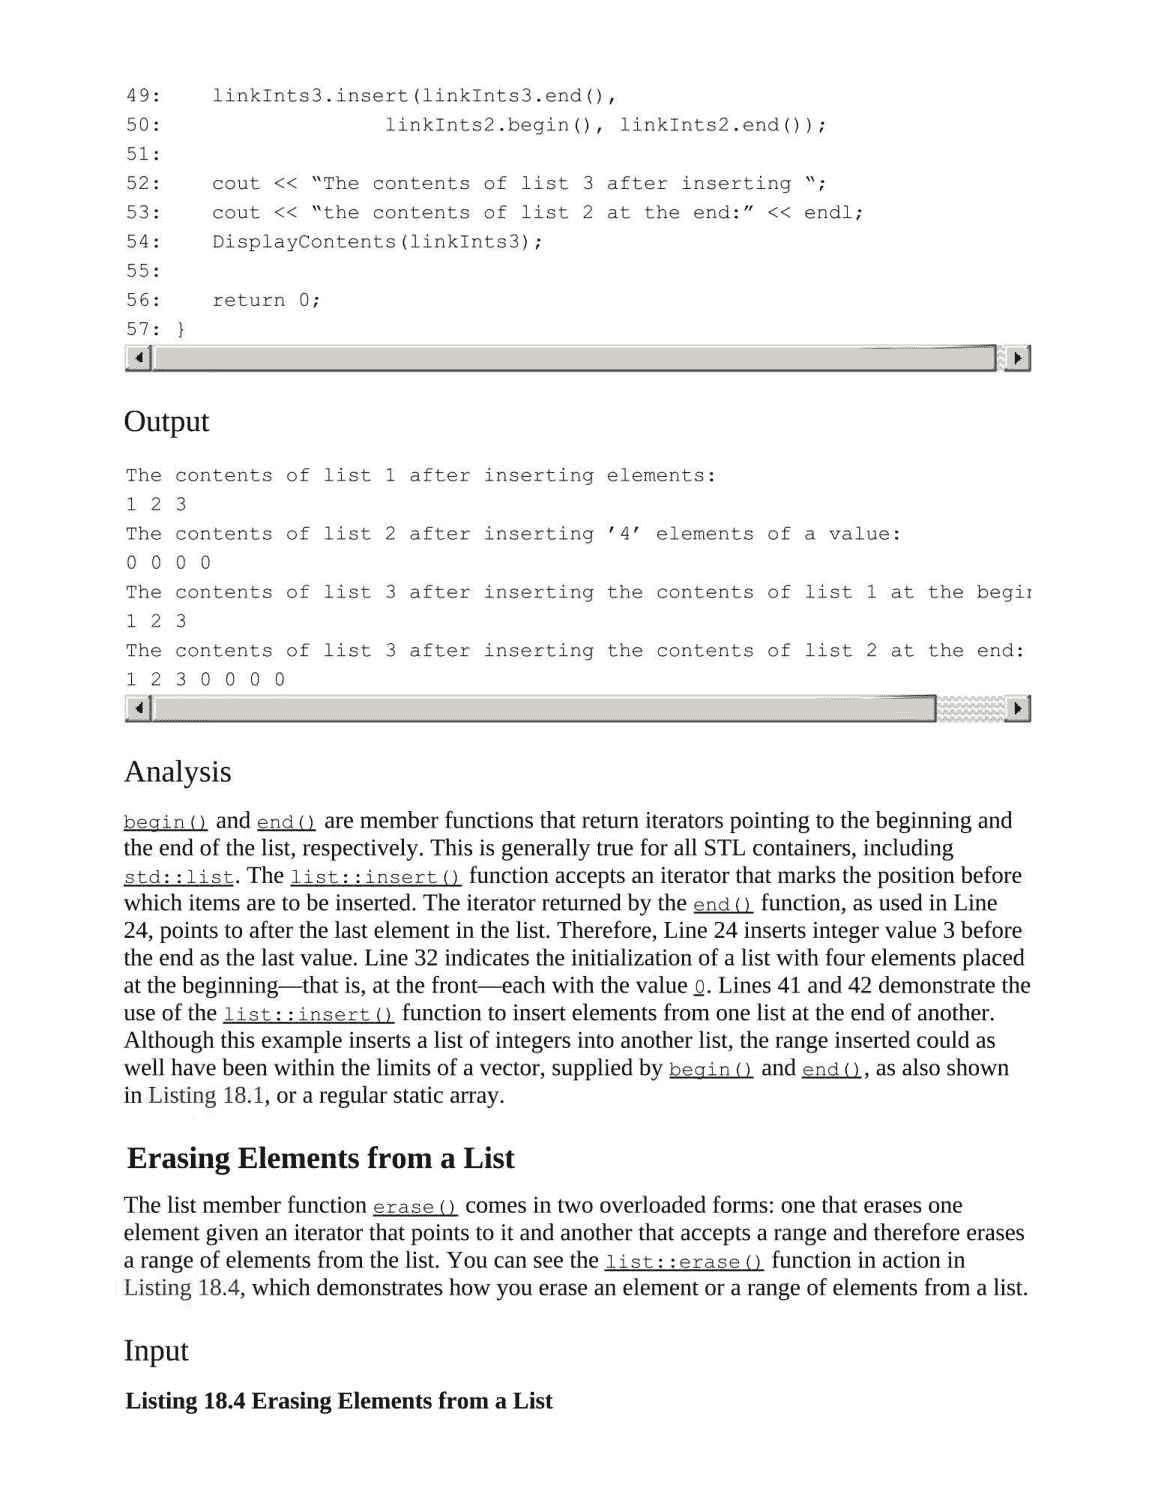 49:    linkInts3.insert(linkInts3.end(),
50:                  linkInts2.begin(), linkInts2.end());
51:
52:    cout << “The contents of list 3 after inserting “;
53:    cout << “the contents of list 2 at the end:” << endl;
54:    DisplayContents(linkInts3);
55:
56:    return 0;
57: }
Output
The contents of list 1 after inserting elements:
1 2 3
The contents of list 2 after inserting ’4’ elements of a value:
0 0 0 0
The contents of list 3 after inserting the contents of list 1 at the
1 2 3
The contents of list 3 after inserting the contents of list 2 at the end:
1 2 3 0 0 0 0
Analysis
begin() and end() are member functions that return iterators pointing to the beginning and
the end of the list, respectively. This is generally true for all STL containers, including
std::list. The list::insert() function accepts an iterator that marks the position before
which items are to be inserted. The iterator returned by the end() function, as used in Line
24, points to after the last element in the list. Therefore, Line 24 inserts integer value 3 before
the end as the last value. Line 32 indicates the initialization of a list with four elements placed
at the beginning—that is, at the front—each with the value 0. Lines 41 and 42 demonstrate the
use of the list::insert() function to insert elements from one list at the end of another.
Although this example inserts a list of integers into another list, the range inserted could as
well have been within the limits of a vector, supplied by begin() and end(), as also shown
in Listing 18.1, or a regular static array.
Erasing Elements from a List
The list member function erase() comes in two overloaded forms: one that erases one
element given an iterator that points to it and another that accepts a range and therefore erases
a range of elements from the list. You can see the list::erase() function in action in
Listing 18.4, which demonstrates how you erase an element or a range of elements from a list.
Input
Listing 18.4 Erasing Elements from a List